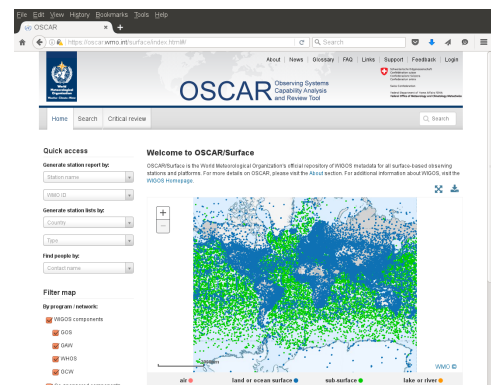 File Edit View History Bookmarks Tools Help
OSCAR
https://oscar.wmo.int/surface/index.html#/
Search
About | News | Glossary | FAQ | Links | Support | Feedback | Login
World
Meteorological
Organization
OSCAR
Observing Systems
Capability Analysis
and Review Tool
Home Search Critical review
Search
Quick access
Generate station report by:
Station name
WMO ID
Generate station lists by:
Country
Type
Find people by:
Contact name
Filter map
By program / network:
WIGOS components
GOS
GAW
WHOS
GCW
Welcome to OSCAR/Surface
OSCAR/Surface is the World Meteorological Organization's official repository of WIGOS metadata for all surface-based observing
stations and platforms. For more details on OSCAR, please visit the About section. For additional information about WIGOS, visit the
WIGOS Homepage.
+
−
WMO ©
air land or ocean surface sub-surface lake or river